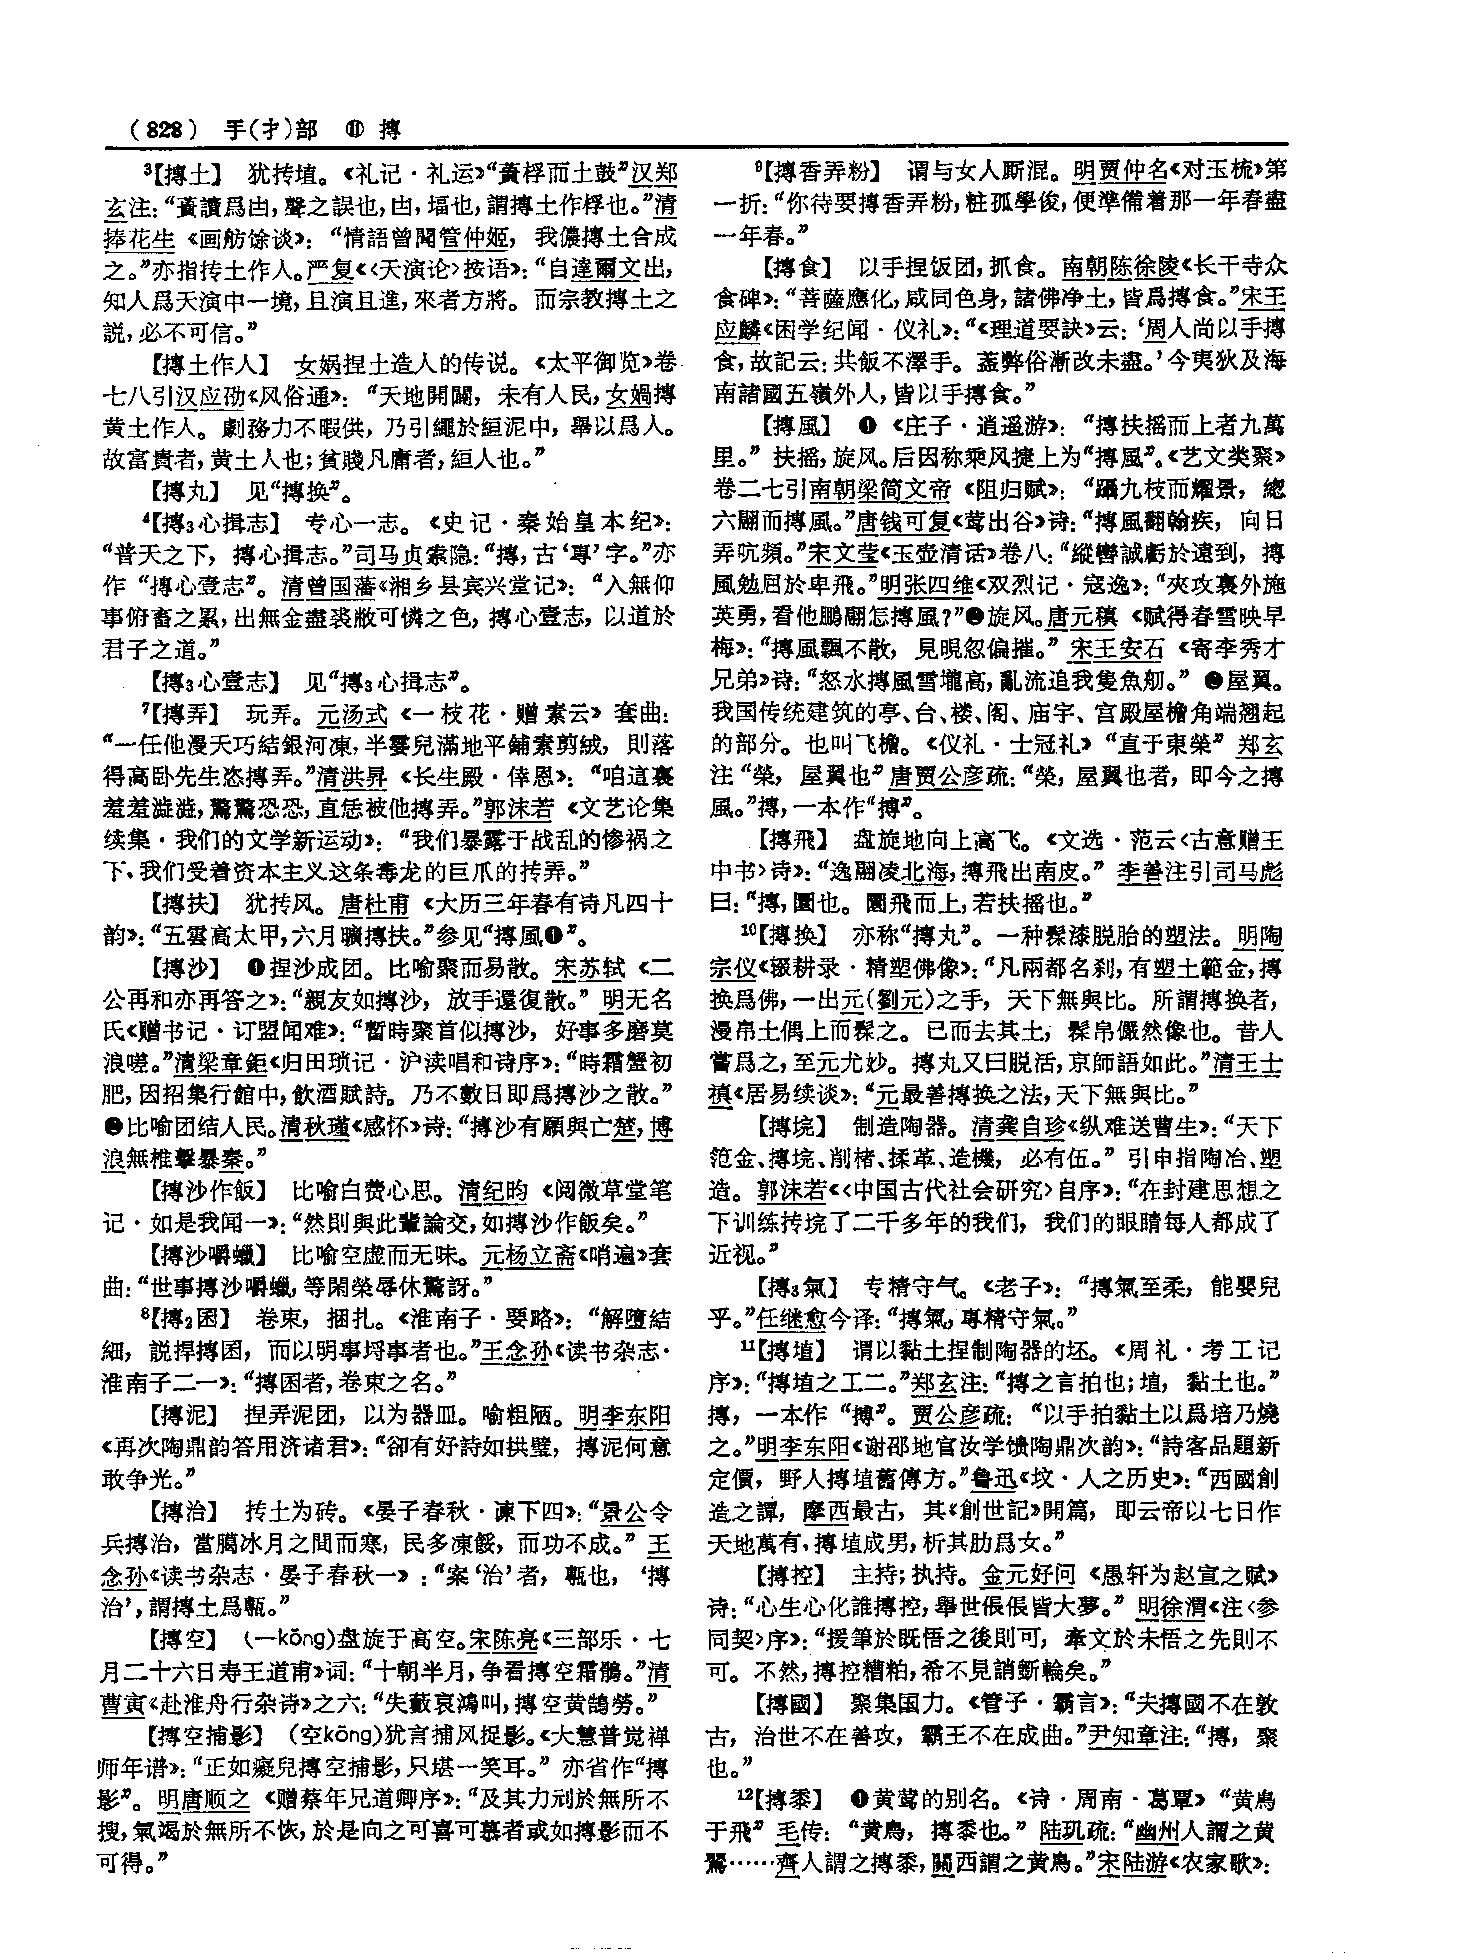 (828) 手(扌)部 ⑪ 摶
³【摶土】 犹抟埴。《礼记·礼运》“蕢桴而土鼓”汉郑
玄注：“蕢讀爲凷，聲之誤也，凷，堛也，謂摶土作桴也。”清
捧花生《画舫馀谈》：“情語曾聞管仲姬，我儂摶土合成
之。”亦指抟土作人。严复《〈天演论〉按语》：“自達爾文出，
知人爲天演中一境，且演且進，來者方將。而宗教摶土之
説，必不可信。”
【摶土作人】 女娲捏土造人的传说。《太平御览》卷
七八引汉应劭《风俗通》：“天地開闢，未有人民，女媧摶
黄土作人。劇務力不暇供，乃引繩於絙泥中，舉以爲人。
故富貴者，黄土人也；貧賤凡庸者，絙人也。”
【摶丸】 见“摶换”。
⁴【摶₃心揖志】 专心一志。《史记·秦始皇本纪》：
“普天之下，摶心揖志。”司马贞索隐：“摶，古‘專’字。”亦
作“摶心壹志”。清曾国藩《湘乡县宾兴堂记》：“入無仰
事俯畜之累，出無金盡裘敝可憐之色，摶心壹志，以道於
君子之道。”
【摶₃心壹志】 见“摶₃心揖志”。
⁷【摶弄】 玩弄。元汤式《一枝花·赠素云》套曲：
“一任他漫天巧結銀河凍，半霎兒滿地平鋪素剪絨，則落
得高卧先生恣摶弄。”清洪昇《长生殿·倖恩》：“咱這裏
羞羞澁澁，驚驚恐恐，直恁被他摶弄。”郭沫若《文艺论集
续集·我们的文学新运动》：“我们暴露于战乱的惨祸之
下，我们受着资本主义这条毒龙的巨爪的抟弄。”
【摶扶】 犹抟风。唐杜甫《大历三年春有诗凡四十
韵》：“五雲高太甲，六月曠摶扶。”参见“摶風❶”。
【摶沙】 ❶捏沙成团。比喻聚而易散。宋苏轼《二
公再和亦再答之》：“親友如摶沙，放手還復散。”明无名
氏《赠书记·订盟闻难》：“暫時聚首似摶沙，好事多磨莫
浪嗟。”清梁章鉅《归田琐记·沪渎唱和诗序》：“時霜蟹初
肥，因招集行館中，飲酒賦詩。乃不數日即爲摶沙之散。”
❷比喻团结人民。清秋瑾《感怀》诗：“摶沙有願與亡楚，博
浪無椎擊暴秦。”
【摶沙作飯】 比喻白费心思。清纪昀《阅微草堂笔
记·如是我闻一》：“然則與此輩論交，如摶沙作飯矣。”
【摶沙嚼蠟】 比喻空虚而无味。元杨立斋《哨遍》套
曲：“世事摶沙嚼蠟，等閑榮辱休驚訝。”
⁸【摶₂囷】 卷束，捆扎。《淮南子·要略》：“解墮結
細，説捍摶囷，而以明事埒事者也。”王念孙《读书杂志·
淮南子二一》：“摶囷者，卷束之名。”
【摶泥】 捏弄泥团，以为器皿。喻粗陋。明李东阳
《再次陶鼎韵答用济诸君》：“卻有好詩如拱璧，摶泥何意
敢争光。”
【摶治】 抟土为砖。《晏子春秋·谏下四》：“景公令
兵摶治，當臈冰月之間而寒，民多凍餒，而功不成。”王
念孙《读书杂志·晏子春秋一》：“案‘治’者，甎也，‘摶
治’，謂摶土爲甎。”
【摶空】 (—kōng)盘旋于高空。宋陈亮《三部乐·七
月二十六日寿王道甫》词：“十朝半月，争看摶空霜鶻。”清
曹寅《赴淮舟行杂诗》之六：“失蓺哀鴻叫，摶空黄鵠勞。”
【摶空捕影】 (空kōng)犹言捕风捉影。《大慧普觉禅
师年谱》：“正如癡兒摶空捕影，只堪一笑耳。”亦省作“摶
影”。明唐顺之《赠蔡年兄道卿序》：“及其力刓於無所不
搜，氣竭於無所不恢，於是向之可喜可慕者或如摶影而不
可得。”
⁹【摶香弄粉】 谓与女人厮混。明贾仲名《对玉梳》第
一折：“你待要摶香弄粉，粧孤學俊，便準備着那一年春盡
一年春。”
【摶食】 以手捏饭团，抓食。南朝陈徐陵《长干寺众
食碑》：“菩薩應化，咸同色身，諸佛净土，皆爲摶食。”宋王
应麟《困学纪闻·仪礼》：“《理道要訣》云：‘周人尚以手摶
食，故記云：共飯不澤手。蓋弊俗漸改未盡。’今夷狄及海
南諸國五嶺外人，皆以手摶食。”
【摶風】 ❶《庄子·逍遥游》：“摶扶摇而上者九萬
里。”扶摇，旋风。后因称乘风捷上为“摶風”。《艺文类聚》
卷二七引南朝梁简文帝《阻归赋》：“躡九枝而耀景，總
六翮而摶風。”唐钱可复《莺出谷》诗：“摶風翻翰疾，向日
弄吭頻。”宋文莹《玉壶清话》卷八：“縱轡誠虧於遠到，摶
風勉屈於卑飛。”明张四维《双烈记·寇逸》：“夾攻裏外施
英勇，看他鵬翮怎摶風？”❷旋风。唐元稹《赋得春雪映早
梅》：“摶風飄不散，見晛忽偏摧。”宋王安石《寄李秀才
兄弟》诗：“怒水摶風雪壠高，亂流追我隻魚舠。”❸屋翼。
我国传统建筑的亭、台、楼、阁、庙宇、宫殿屋檐角端翘起
的部分。也叫飞檐。《仪礼·士冠礼》“直于東榮”郑玄
注“榮，屋翼也”唐贾公彦疏：“榮，屋翼也者，即今之摶
風。”摶，一本作“搏”。
【摶飛】 盘旋地向上高飞。《文选·范云〈古意赠王
中书〉诗》：“逸翮凌北海，摶飛出南皮。”李善注引司马彪
曰：“摶，圜也。圜飛而上，若扶摇也。”
¹⁰【摶换】 亦称“摶丸”。一种髹漆脱胎的塑法。明陶
宗仪《辍耕录·精塑佛像》：“凡兩都名刹，有塑土範金，摶
换爲佛，一出元(劉元)之手，天下無與比。所謂摶换者，
漫帛土偶上而髹之。已而去其土，髹帛儼然像也。昔人
嘗爲之，至元尤妙。摶丸又曰脱活，京師語如此。”清王士
禛《居易续谈》：“元最善摶换之法，天下無與比。”
【摶垸】 制造陶器。清龚自珍《纵难送曹生》：“天下
范金、摶垸、削楮、揉革、造機，必有伍。”引申指陶冶、塑
造。郭沫若《〈中国古代社会研究〉自序》：“在封建思想之
下训练抟垸了二千多年的我们，我们的眼睛每人都成了
近视。”
【摶₃氣】 专精守气。《老子》：“摶氣至柔，能嬰兒
乎。”任继愈今译：“摶氣，專精守氣。”
¹¹【摶埴】 谓以黏土捏制陶器的坯。《周礼·考工记
序》：“摶埴之工二。”郑玄注：“摶之言拍也；埴，黏土也。”
摶，一本作“搏”。贾公彦疏：“以手拍黏土以爲培乃燒
之。”明李东阳《谢邵地官汝学馈陶鼎次韵》：“詩客品題新
定價，野人摶埴舊傳方。”鲁迅《坟·人之历史》：“西國創
造之譚，摩西最古，其《創世記》開篇，即云帝以七日作
天地萬有，摶埴成男，析其肋爲女。”
【摶控】 主持；执持。金元好问《愚轩为赵宜之赋》
诗：“心生心化誰摶控，舉世倀倀皆大夢。”明徐渭《注〈参
同契〉序》：“援筆於既悟之後則可，牽文於未悟之先則不
可。不然，摶控糟粕，希不見誚斲輪矣。”
【摶國】 聚集国力。《管子·霸言》：“夫摶國不在敦
古，治世不在善攻，霸王不在成曲。”尹知章注：“摶，聚
也。”
¹²【摶黍】 ❶黄莺的别名。《诗·周南·葛覃》“黄鳥
于飛”毛传：“黄鳥，摶黍也。”陆玑疏：“幽州人謂之黄
鸎……齊人謂之摶黍，關西謂之黄鳥。”宋陆游《农家歌》：